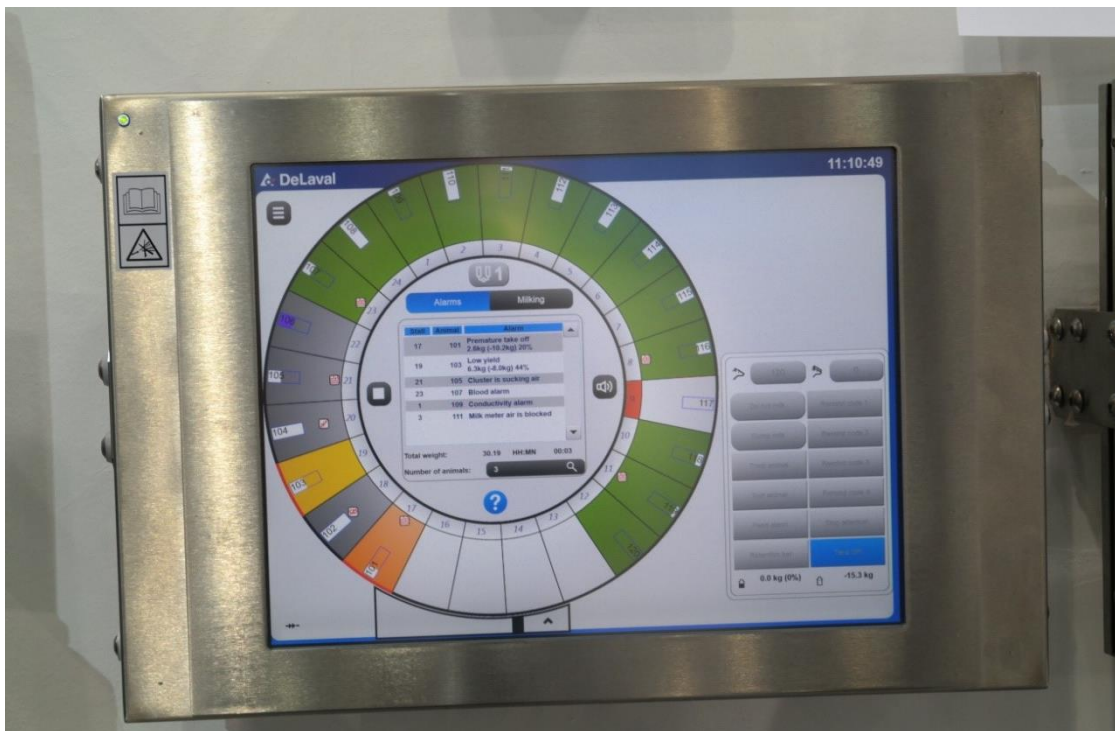 DeLaval
11:10:49
1
Alarms Milking
Stall Animal Alarm
17 101 Premature take off
2.6kg (-10.2kg) 20%
19 103 Low yield
6.3kg (-8.0kg) 44%
21 105 Cluster is sucking air
23 107 Blood alarm
1 109 Conductivity alarm
3 111 Milk meter air is blocked
Total weight: 30.19 HH:MN 00:03
Number of animals: 3
?
110
112
113
114
115
116
117
108
106
105
104
103
102
24
2
3
4
5
6
7
8
10
11
12
13
14
15
16
17
18
19
21
22
23
0.0 kg (0%) -15.3 kg